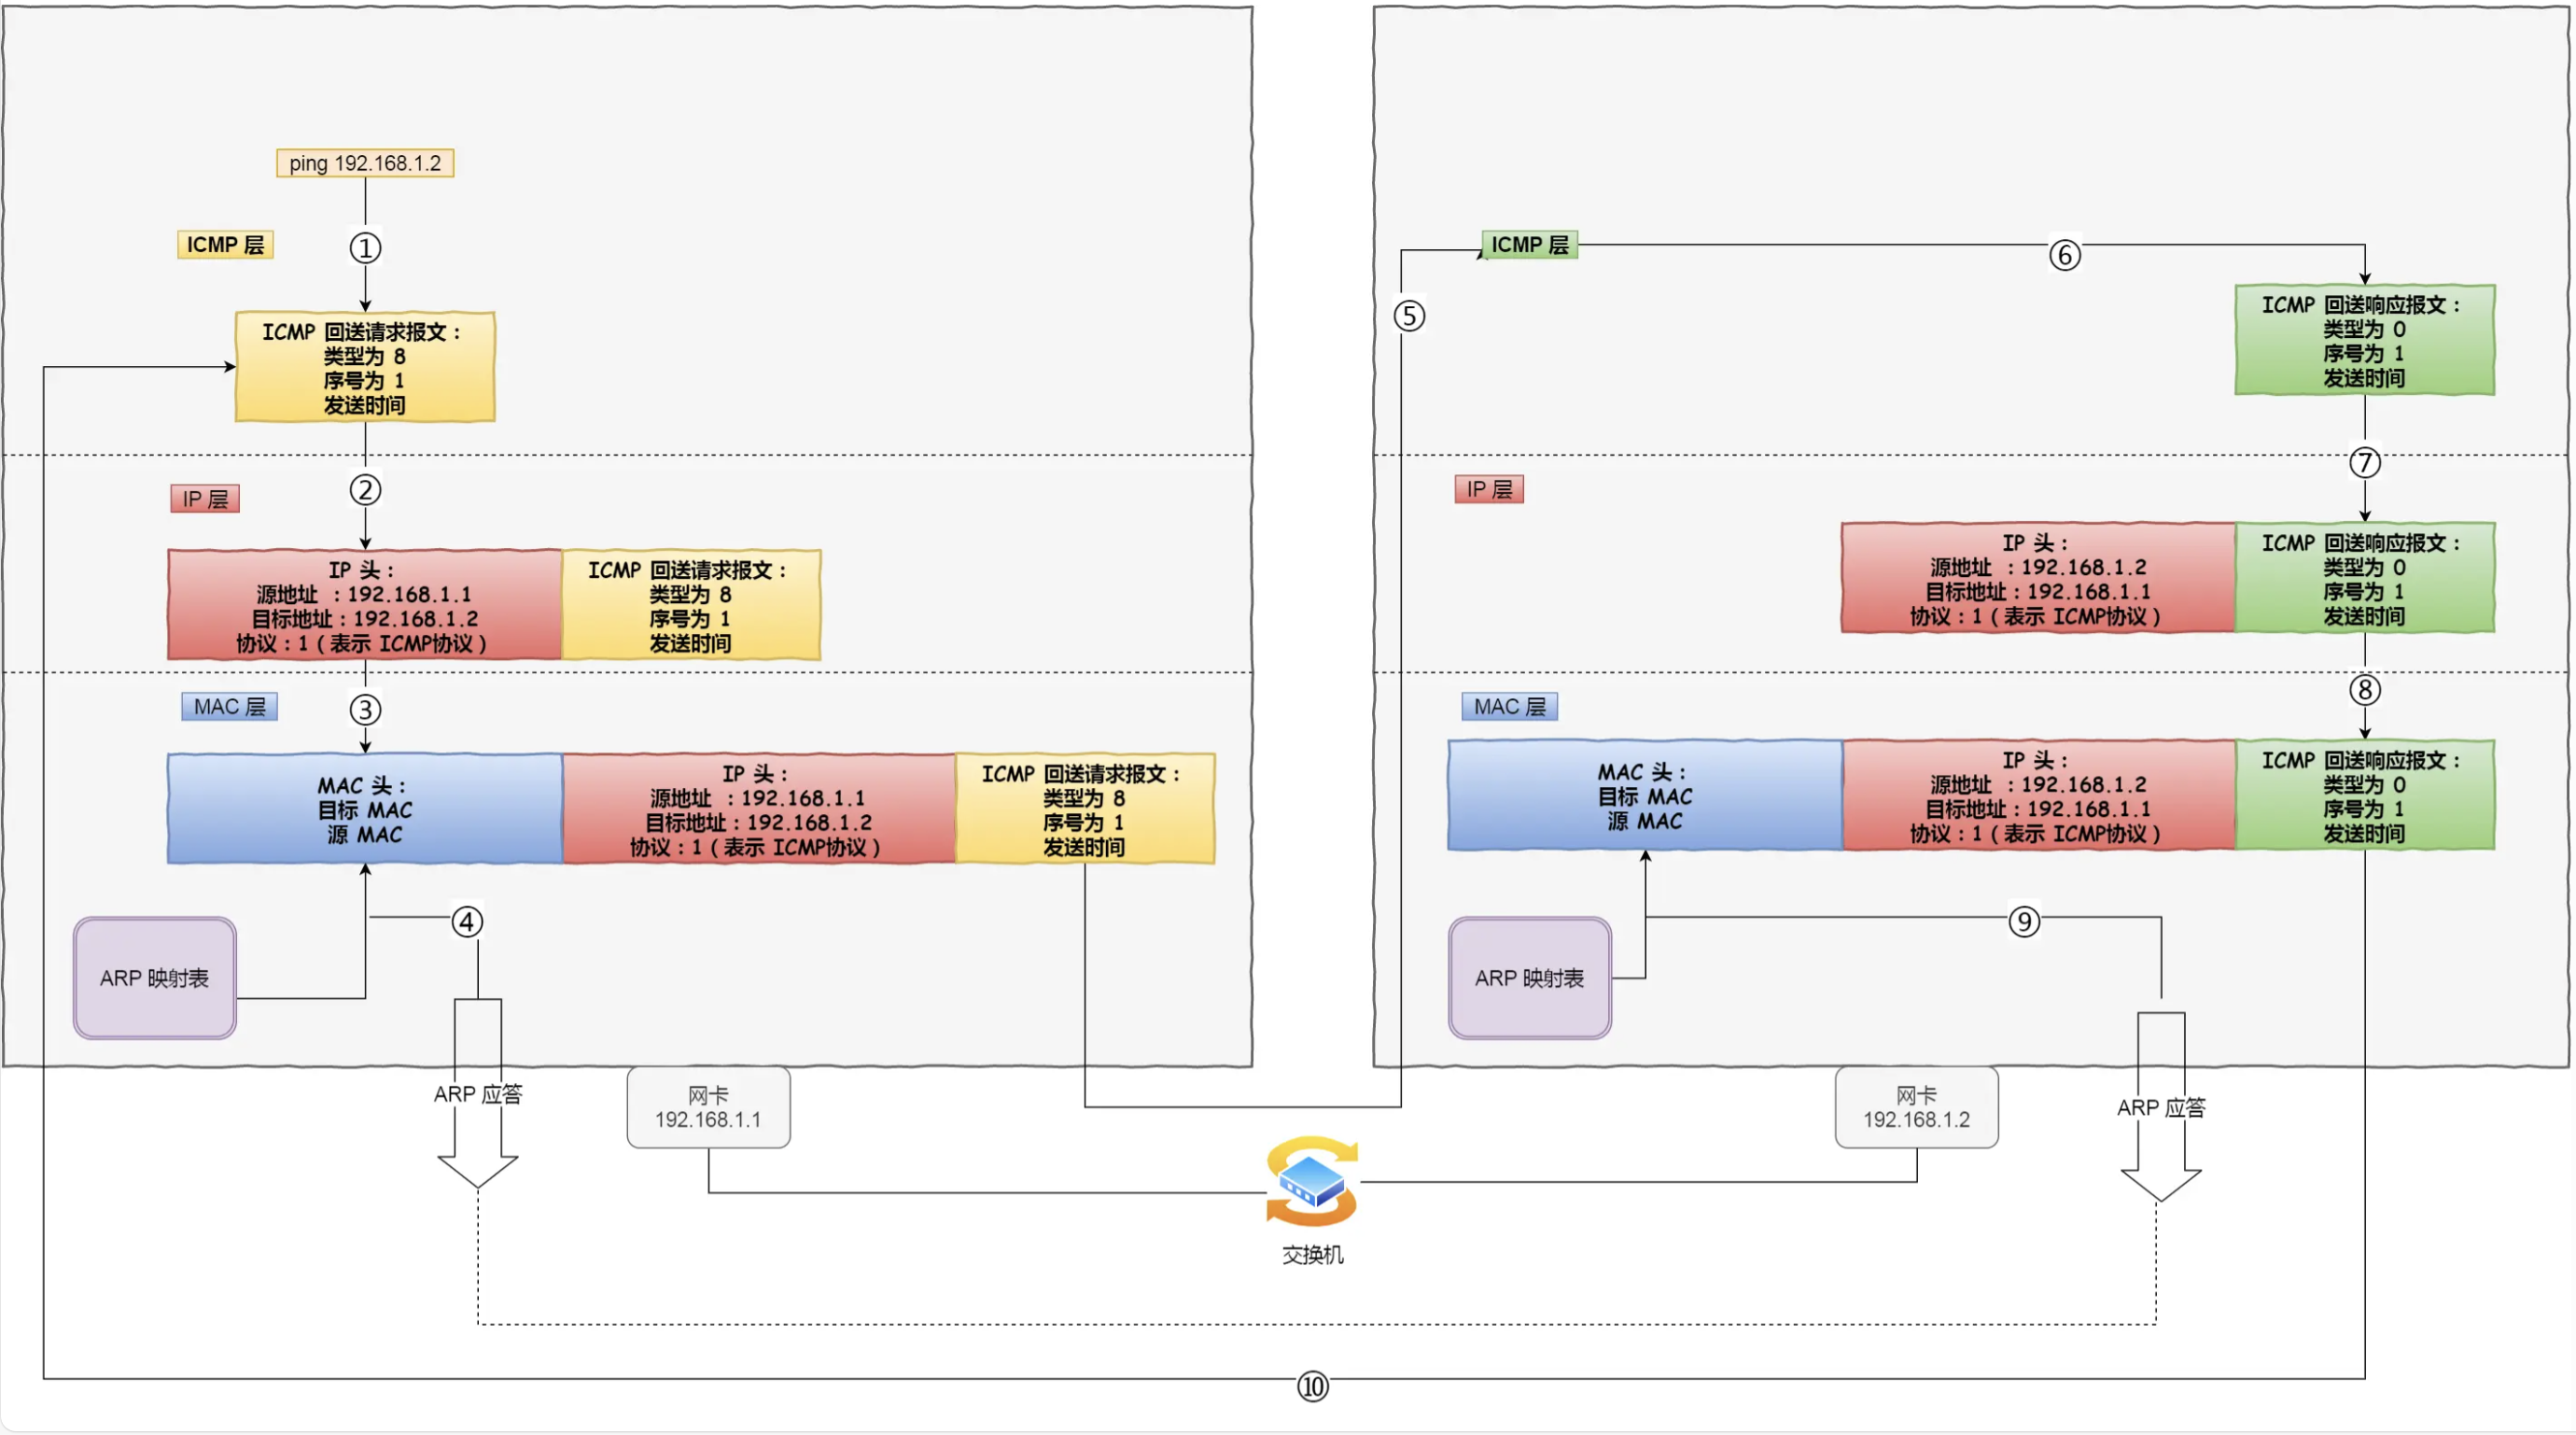 ping 192.168.1.2
ICMP 层
①
ICMP 回送请求报文：
类型为 8
序号为 1
发送时间
②
IP 层
IP 头：
源地址 ：192.168.1.1
目标地址：192.168.1.2
协议：1（表示 ICMP协议）
ICMP 回送请求报文：
类型为 8
序号为 1
发送时间
③
MAC 层
MAC 头：
目标 MAC
源 MAC
IP 头：
源地址 ：192.168.1.1
目标地址：192.168.1.2
协议：1（表示 ICMP协议）
ICMP 回送请求报文：
类型为 8
序号为 1
发送时间
④
ARP 映射表
ARP 应答
网卡
192.168.1.1
交换机
⑤
ICMP 层
⑥
ICMP 回送响应报文：
类型为 0
序号为 1
发送时间
⑦
IP 层
IP 头：
源地址 ：192.168.1.2
目标地址：192.168.1.1
协议：1（表示 ICMP协议）
ICMP 回送响应报文：
类型为 0
序号为 1
发送时间
⑧
MAC 层
MAC 头：
目标 MAC
源 MAC
IP 头：
源地址 ：192.168.1.2
目标地址：192.168.1.1
协议：1（表示 ICMP协议）
ICMP 回送响应报文：
类型为 0
序号为 1
发送时间
⑨
ARP 映射表
网卡
192.168.1.2
ARP 应答
⑩